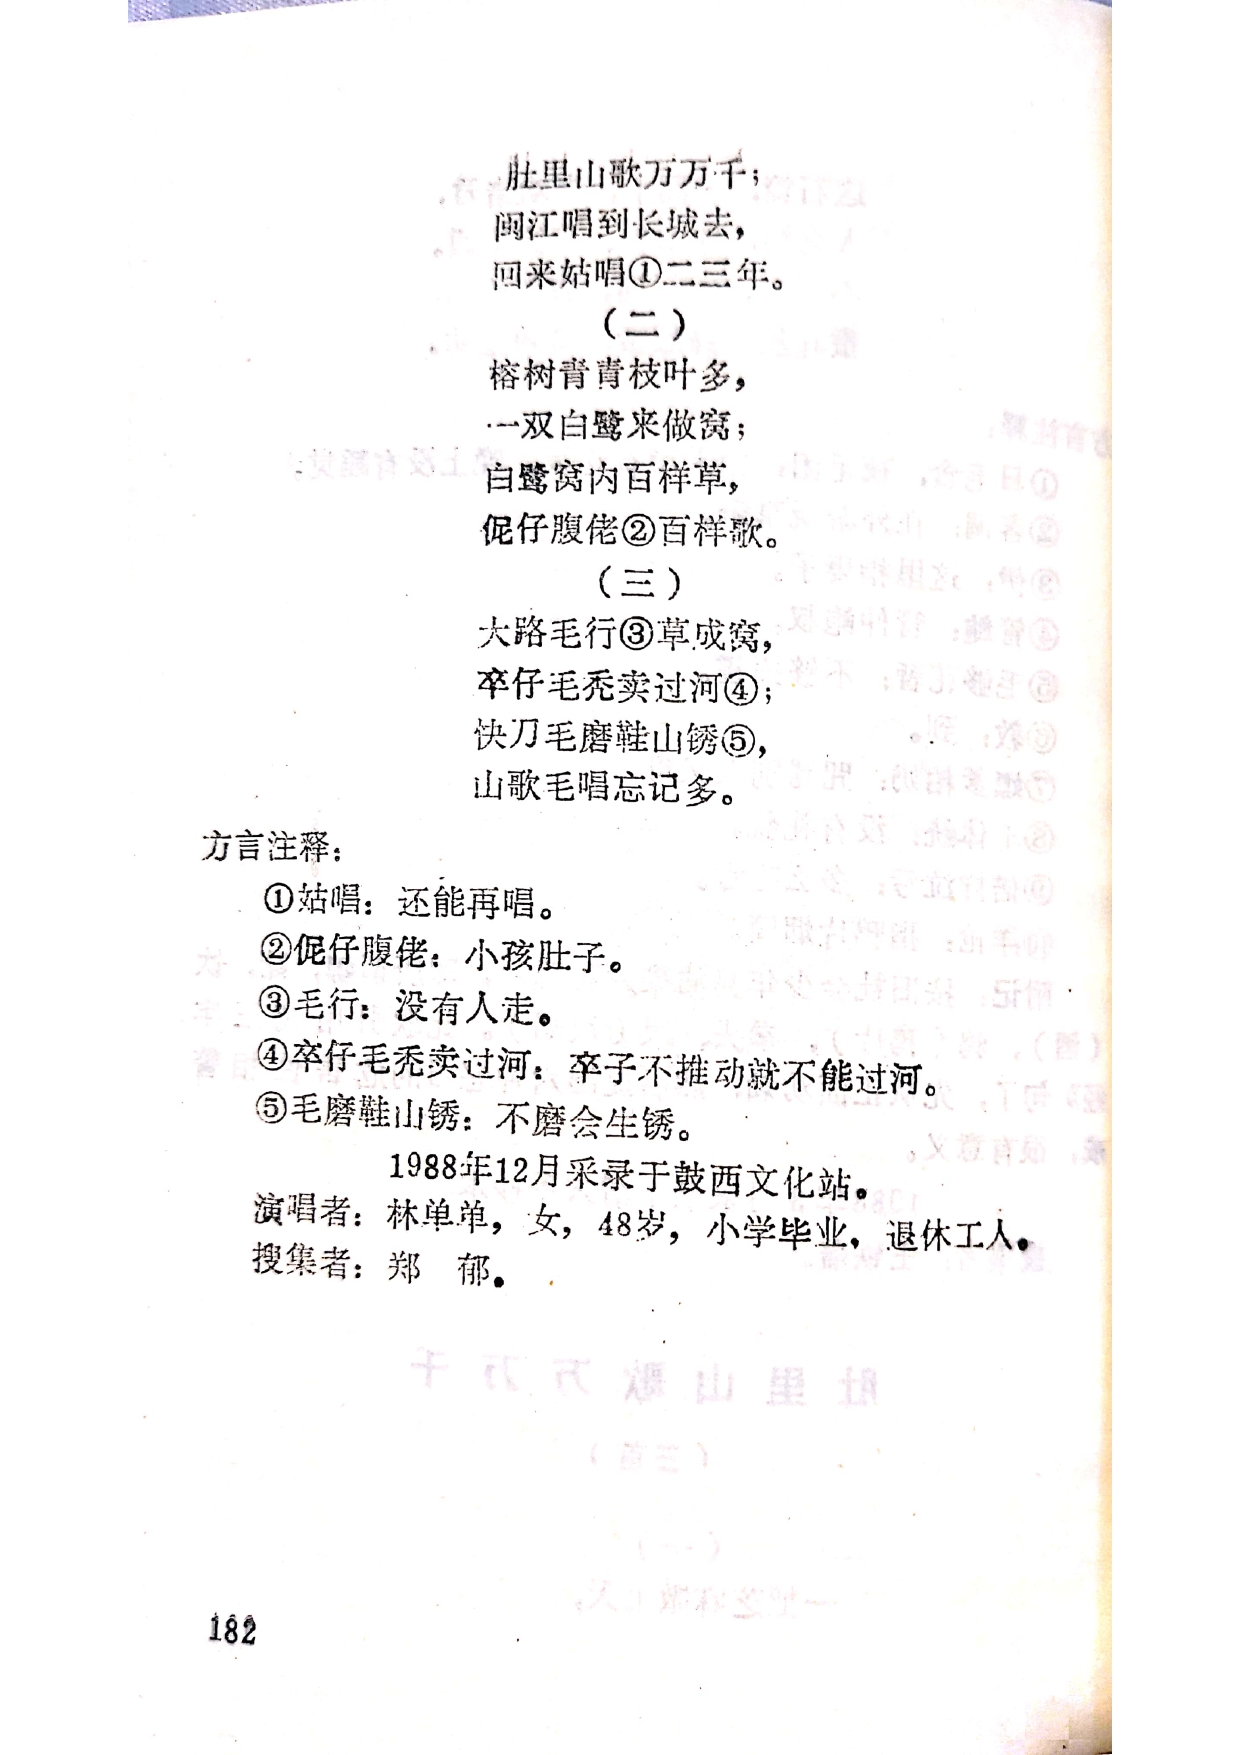 肚里山歌万万千；
闽江唱到长城去，
回来姑唱①二三年。
（二）
榕树青青枝叶多，
一双白鹭来做窝；
白鹭窝内百样草，
伲仔腹佬②百样歌。
（三）
大路毛行③草成窝，
卒仔毛秃卖过河④；
快刀毛磨鞋山锈⑤，
山歌毛唱忘记多。
方言注释：
①姑唱：还能再唱。
②伲仔腹佬：小孩肚子。
③毛行：没有人走。
④卒仔毛秃卖过河：卒子不推动就不能过河。
⑤毛磨鞋山锈：不磨会生锈。
1988年12月采录于鼓西文化站。
演唱者：林单单，女，48岁，小学毕业，退休工人。
搜集者：郑　郁。
182